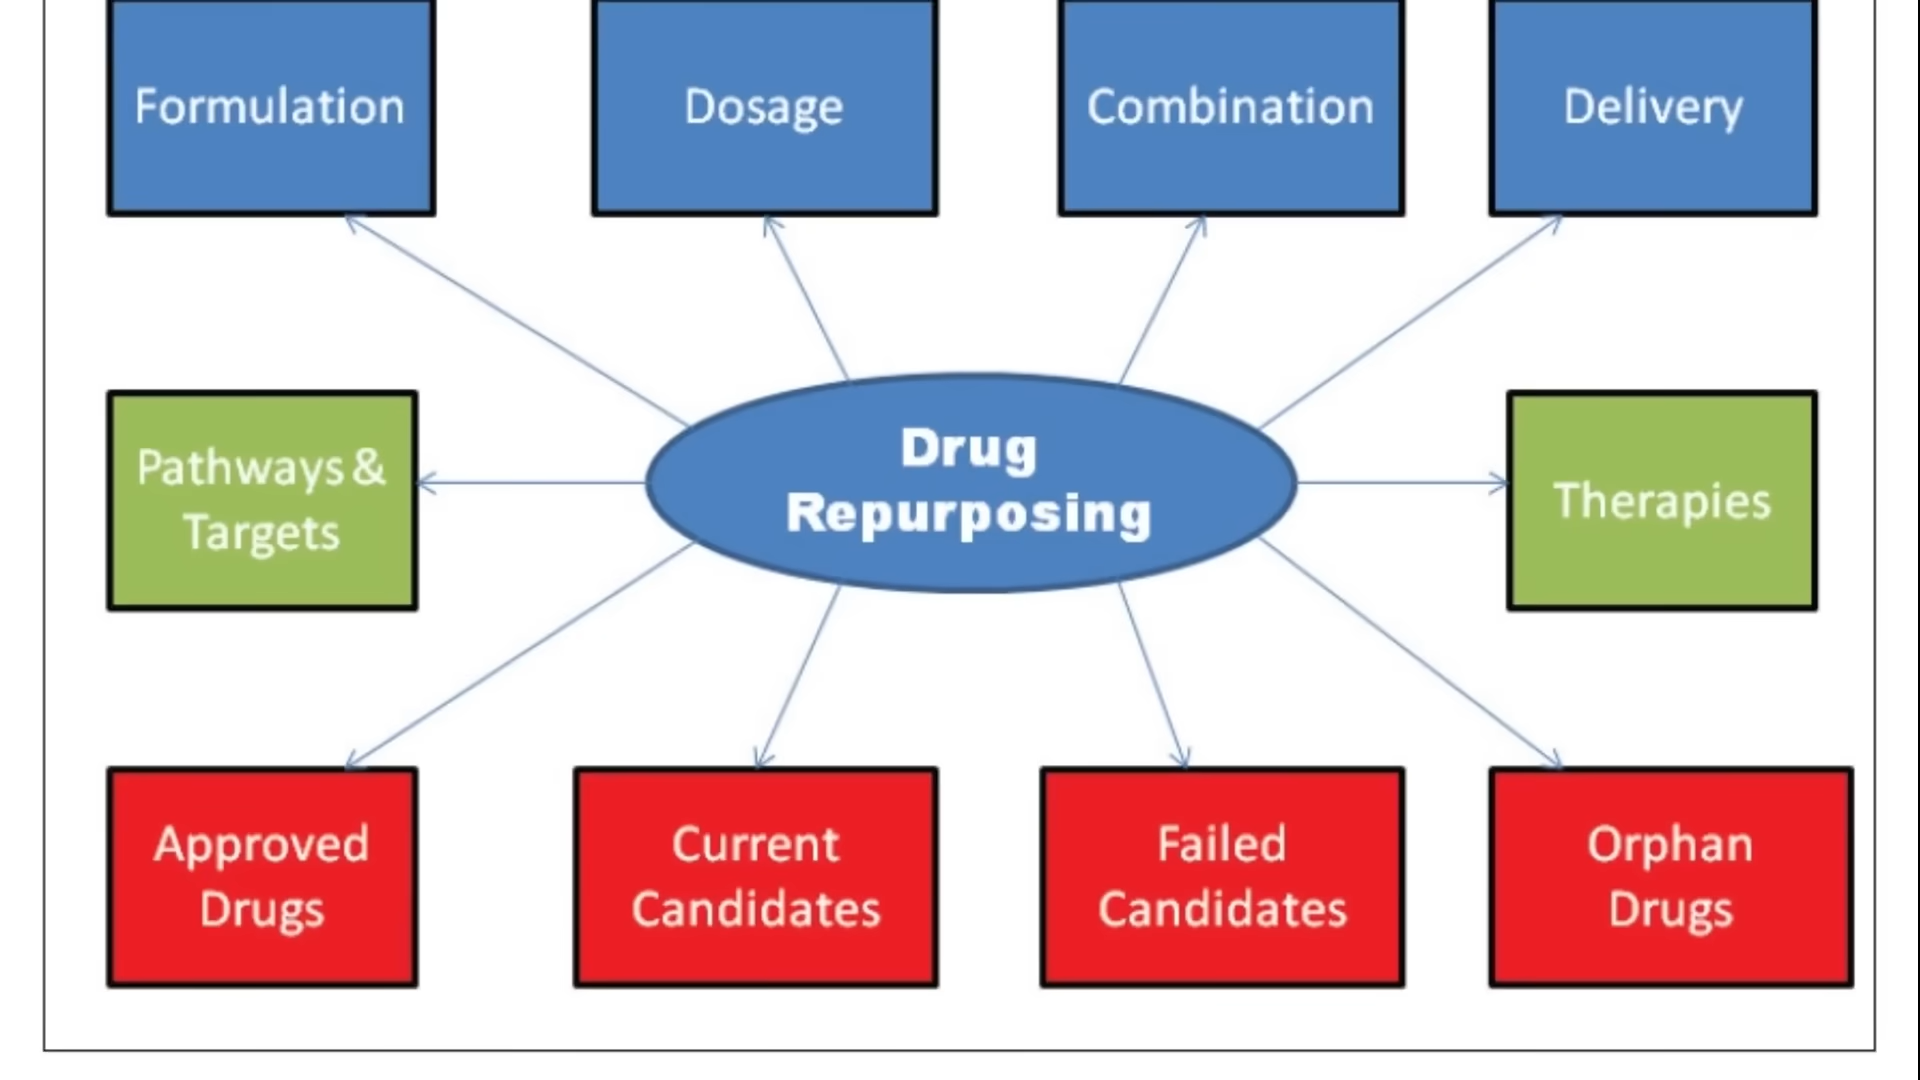 Formulation
Dosage
Combination
Delivery
Drug
Repurposing
Pathways &
Targets
Therapies
Approved
Drugs
Current
Candidates
Failed
Candidates
Orphan
Drugs